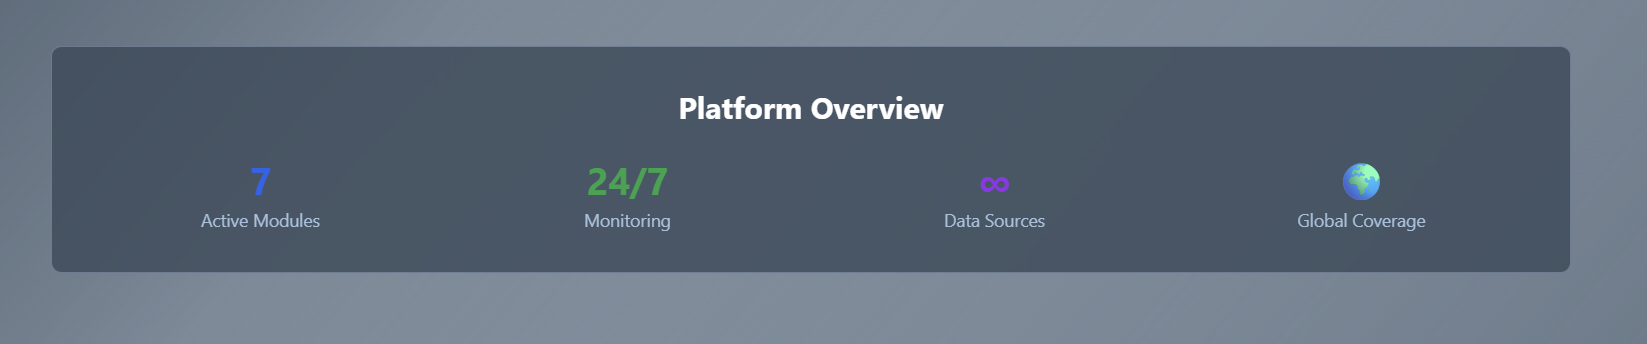 Platform Overview
7
Active Modules
24/7
Monitoring
∞
Data Sources
Global Coverage